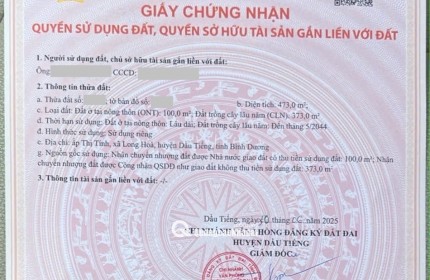 GIẤY CHỨNG NHẬN
QUYỀN SỬ DỤNG ĐẤT, QUYỀN SỞ HỮU TÀI SẢN GẮN LIỀN VỚI ĐẤT
1. Người sử dụng đất, chủ sở hữu tài sản gắn liền với đất:
Ông CCCD:
2. Thông tin thửa đất:
a. Thửa đất số: , tờ bản đồ số: b. Diện tích: 473,0 m²;
c. Loại đất: Đất ở tại nông thôn (ONT): 100,0 m²; Đất trồng cây lâu năm (CLN): 373,0 m²
d. Thời hạn sử dụng: Đất ở tại nông thôn: Lâu dài; Đất trồng cây lâu năm: Đến tháng 5/2044
đ. Hình thức sử dụng: Sử dụng riêng
e. Địa chỉ: ấp Thị Tính, xã Long Hoà, huyện Dầu Tiếng, tỉnh Bình Dương
g. Nguồn gốc sử dụng: Nhận chuyển nhượng đất được Nhà nước giao đất có thu tiền sử dụng đất: 100,0 m²; Nhận
chuyển nhượng đất được Công nhận QSDĐ như giao đất không thu tiền sử dụng đất: 373,0 m²
3. Thông tin tài sản gắn liền với đất: -/-
Dầu Tiếng, ngày năm 2025
CHI NHÁNH VĂN PHÒNG ĐĂNG KÝ ĐẤT ĐAI
HUYỆN DẦU TIẾNG
GIÁM ĐỐC